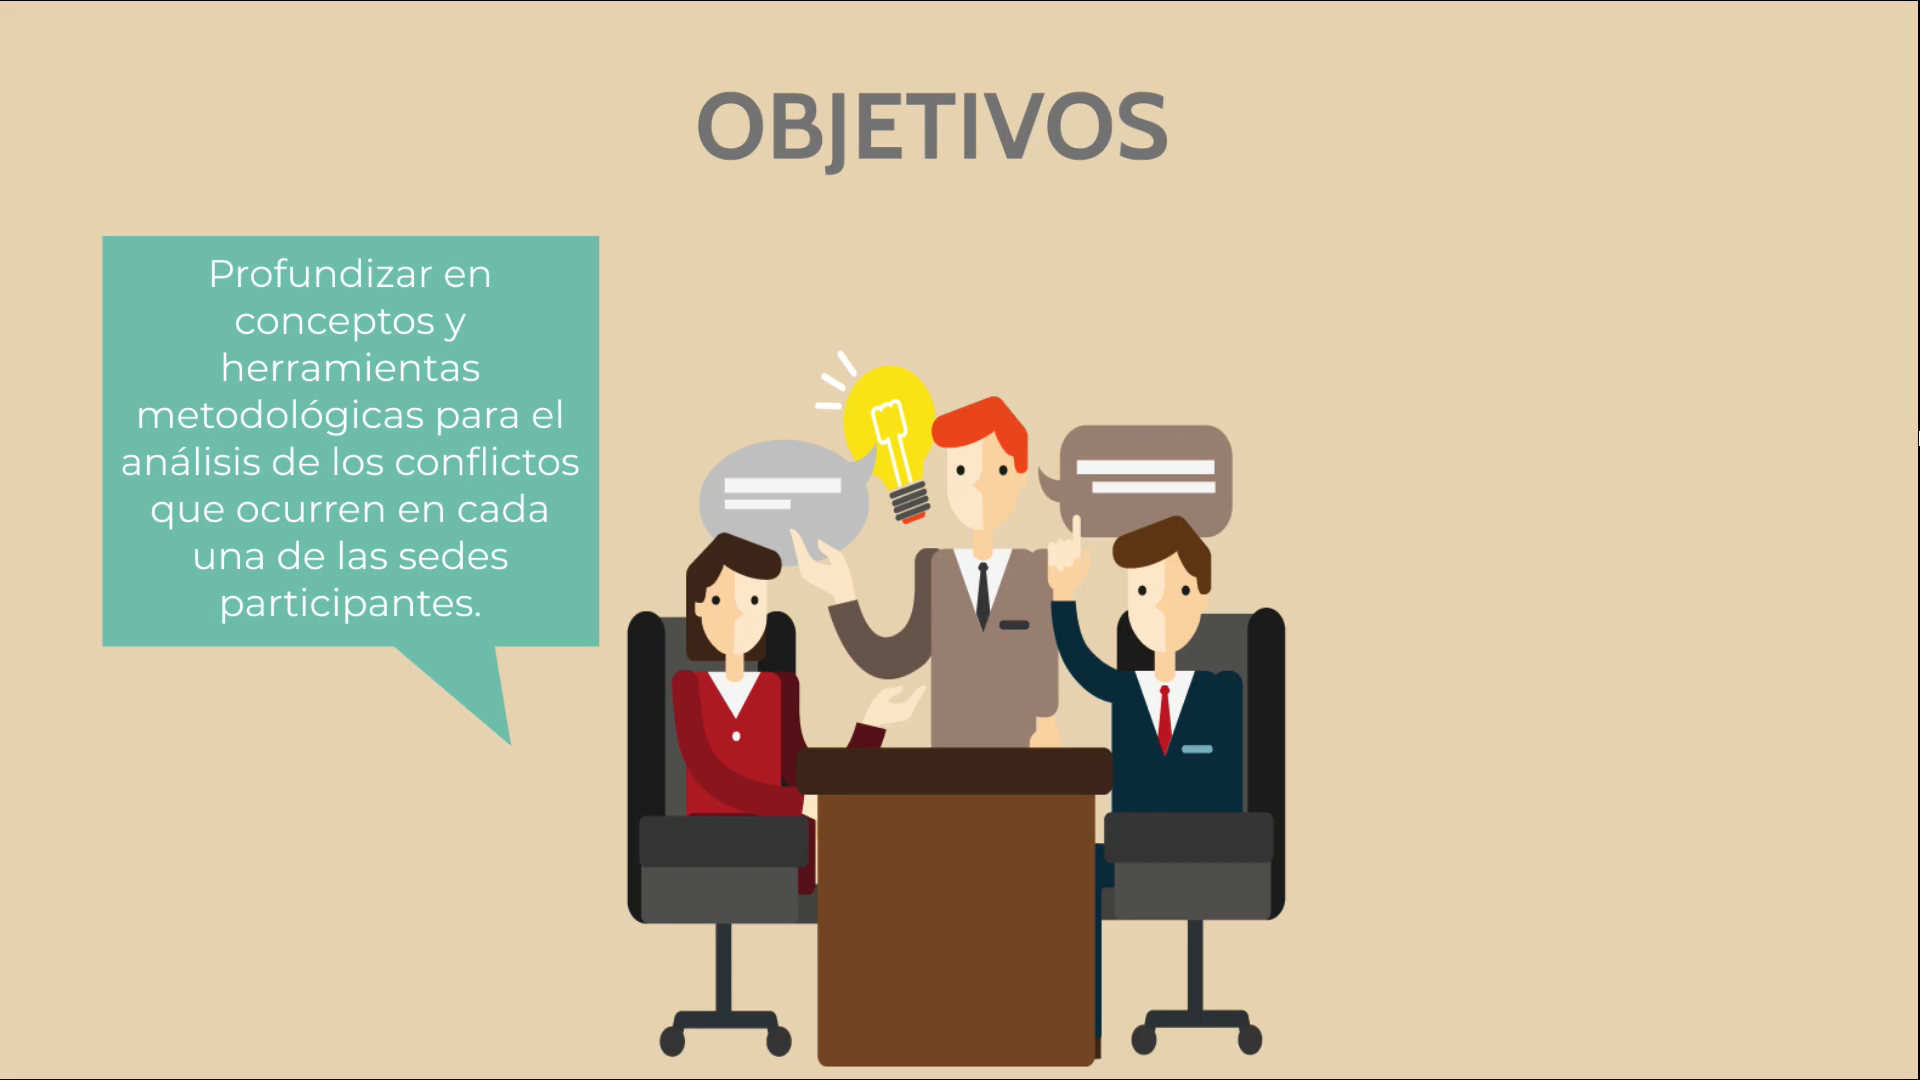 OBJETIVOS
Profundizar en
conceptos y
herramientas
metodológicas para el
análisis de los conflictos
que ocurren en cada
una de las sedes
participantes.